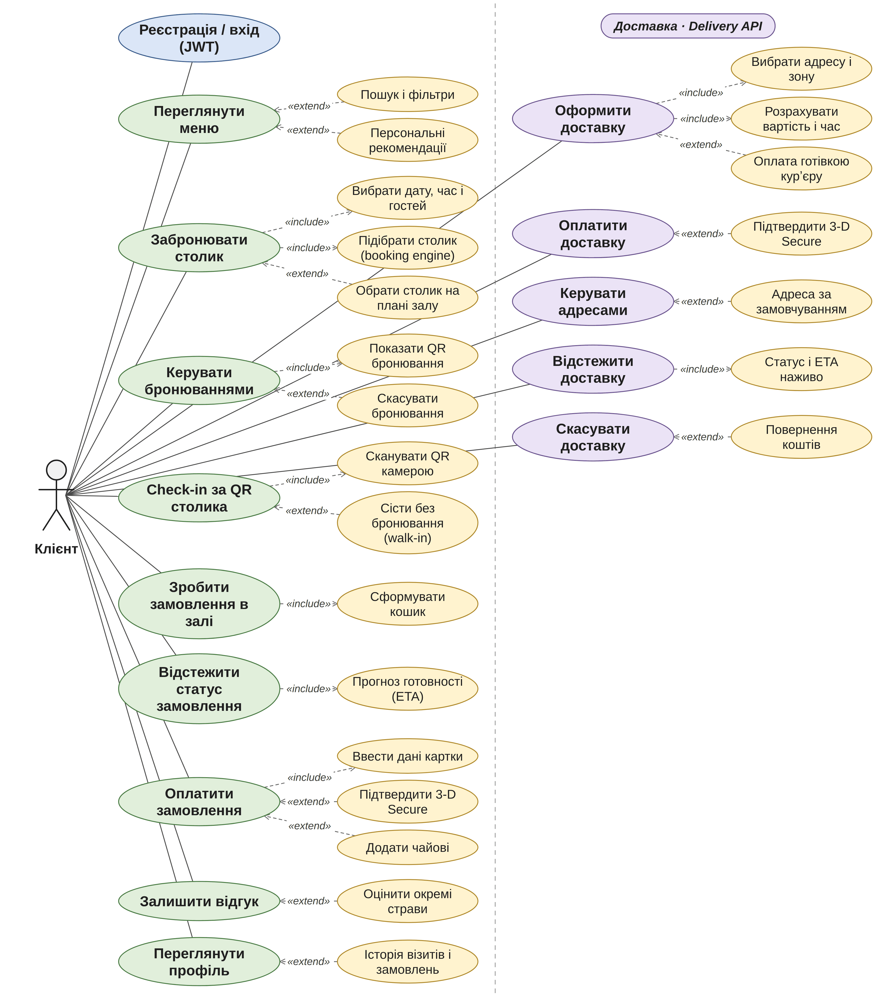 Реєстрація / вхід
(JWT)
Переглянути
меню
«extend»
Пошук і фільтри
«extend»
Персональні
рекомендації
Забронювати
столик
«include»
Вибрати дату, час і
гостей
«include»
Підібрати столик
(booking engine)
«extend»
Обрати столик на
плані залу
Керувати
бронюваннями
«include»
Показати QR
бронювання
«extend»
Скасувати
бронювання
Клієнт
Check-in за QR
столика
«include»
Сканувати QR
камерою
«extend»
Сісти без
бронювання
(walk-in)
Зробити
замовлення в
залі
«include»
Сформувати
кошик
Відстежити
статус
замовлення
«include»
Прогноз готовності
(ETA)
Оплатити
замовлення
«include»
Ввести дані картки
«extend»
Підтвердити 3-D
Secure
«extend»
Додати чайові
Залишити відгук
«extend»
Оцінити окремі
страви
Переглянути
профіль
«extend»
Історія візитів і
замовлень
Доставка · Delivery API
Оформити
доставку
«include»
Вибрати адресу і
зону
«include»
Розрахувати
вартість і час
«extend»
Оплата готівкою
кур’єру
Оплатити
доставку
«extend»
Підтвердити 3-D
Secure
Керувати
адресами
«extend»
Адреса за
замовчуванням
Відстежити
доставку
«include»
Статус і ETA
наживо
Скасувати
доставку
«extend»
Повернення
коштів